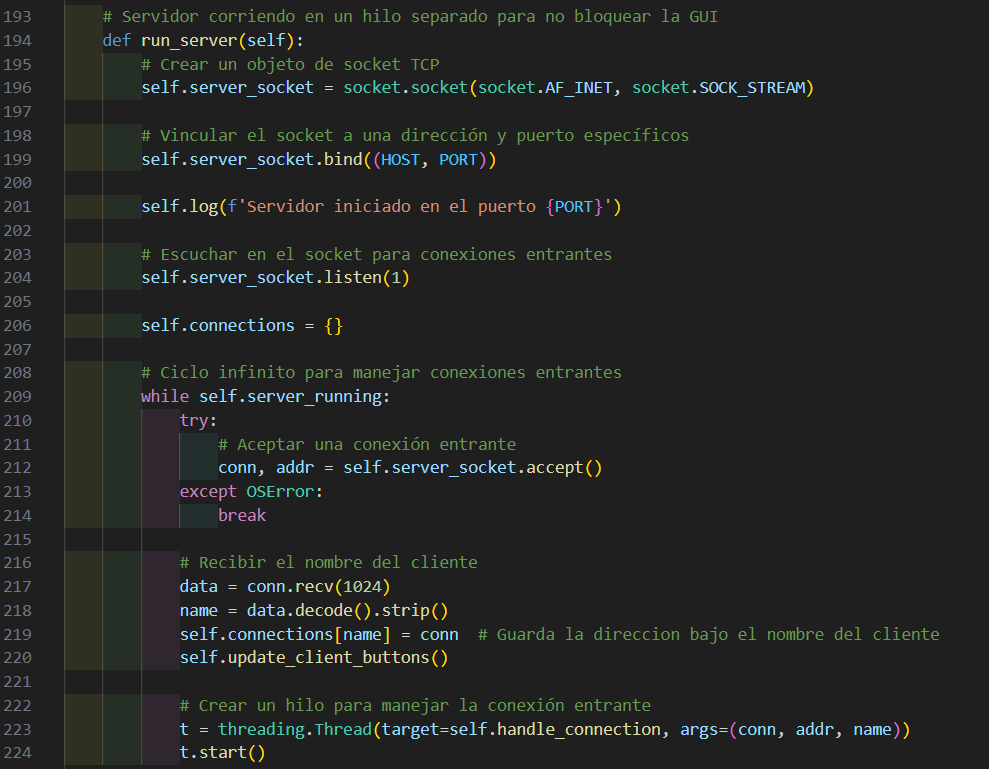 193 # Servidor corriendo en un hilo separado para no bloquear la GUI
194 def run_server(self):
195 # Crear un objeto de socket TCP
196 self.server_socket = socket.socket(socket.AF_INET, socket.SOCK_STREAM)
197
198 # Vincular el socket a una dirección y puerto específicos
199 self.server_socket.bind((HOST, PORT))
200
201 self.log(f'Servidor iniciado en el puerto {PORT}')
202
203 # Escuchar en el socket para conexiones entrantes
204 self.server_socket.listen(1)
205
206 self.connections = {}
207
208 # Ciclo infinito para manejar conexiones entrantes
209 while self.server_running:
210 try:
211 # Aceptar una conexión entrante
212 conn, addr = self.server_socket.accept()
213 except OSError:
214 break
215
216 # Recibir el nombre del cliente
217 data = conn.recv(1024)
218 name = data.decode().strip()
219 self.connections[name] = conn  # Guarda la direccion bajo el nombre del cliente
220 self.update_client_buttons()
221
222 # Crear un hilo para manejar la conexión entrante
223 t = threading.Thread(target=self.handle_connection, args=(conn, addr, name))
224 t.start()